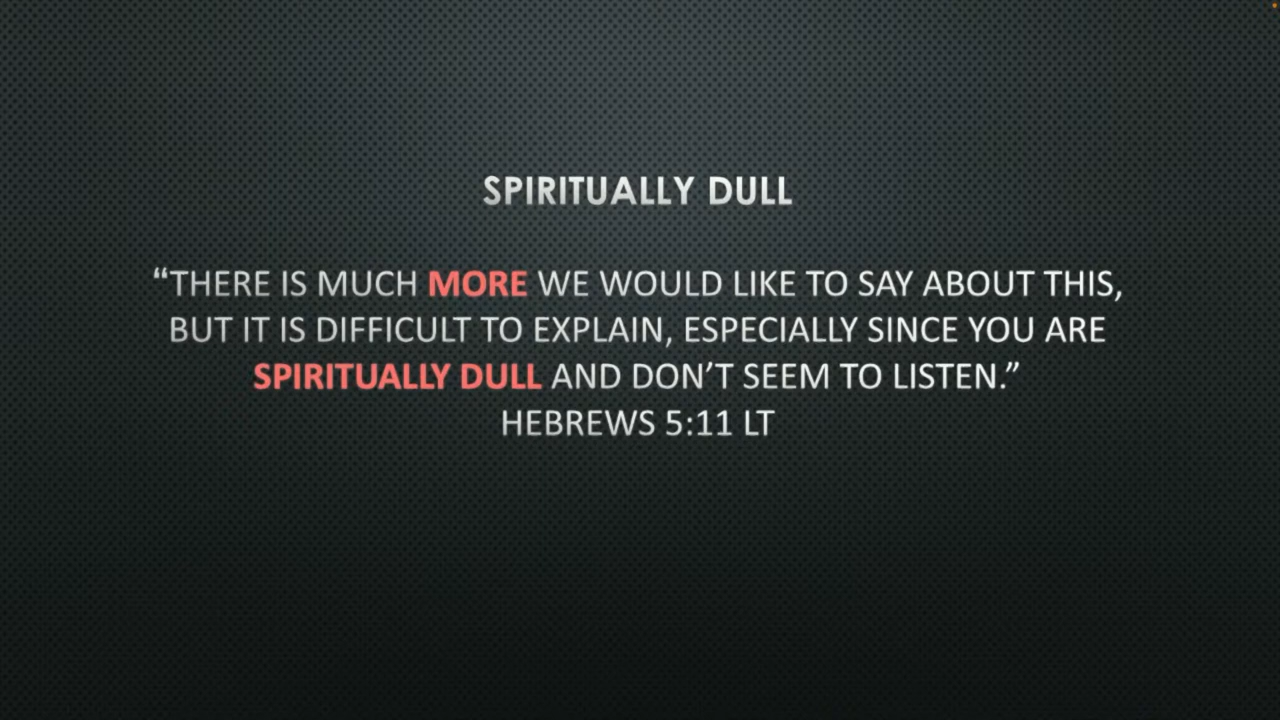 SPIRITUALLY DULL
“THERE IS MUCH MORE WE WOULD LIKE TO SAY ABOUT THIS,
BUT IT IS DIFFICULT TO EXPLAIN, ESPECIALLY SINCE YOU ARE
SPIRITUALLY DULL AND DON’T SEEM TO LISTEN.”
HEBREWS 5:11 LT